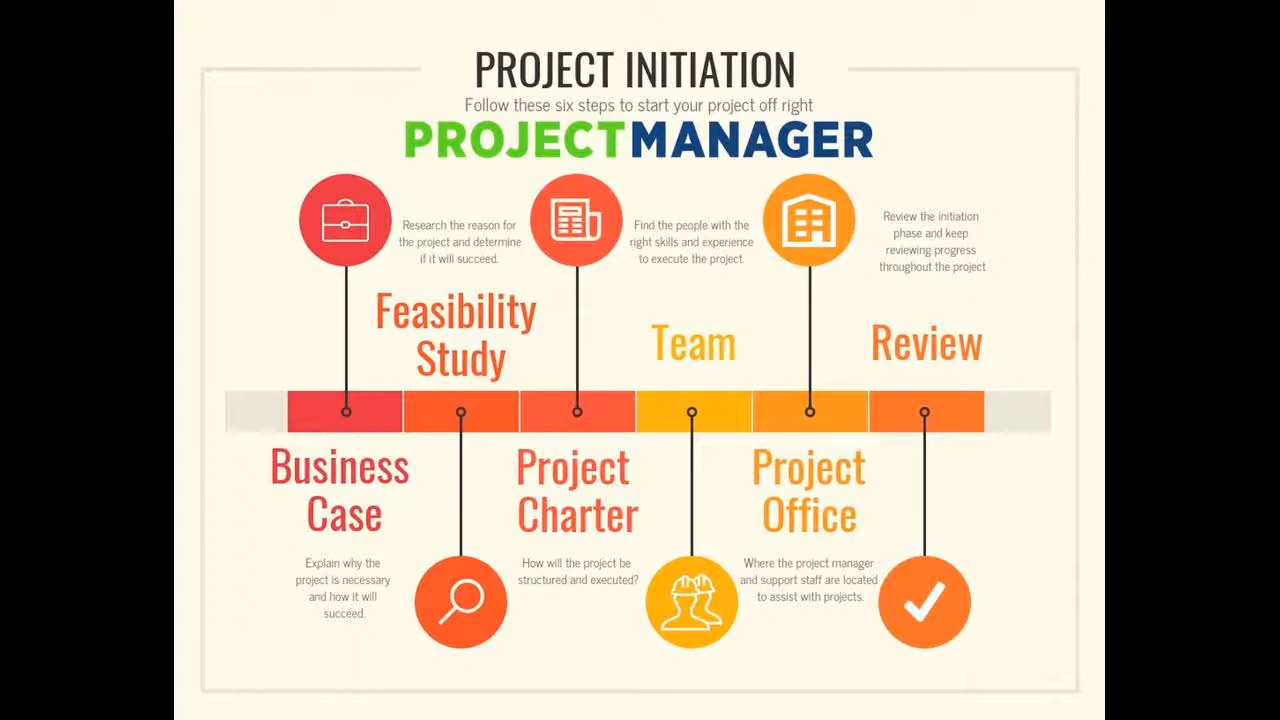 PROJECT INITIATION
Follow these six steps to start your project off right
PROJECTMANAGER
Research the reason for
the project and determine
if it will succeed.
Find the people with the
right skills and experience
to execute the project.
Review the initiation
phase and keep
reviewing progress
throughout the project
Feasibility
Study
Team
Review
Business
Case
Project
Charter
Project
Office
Explain why the
project is necessary
and how it will
succeed.
How will the project be
structured and executed?
Where the project manager
and support staff are located
to assist with projects.